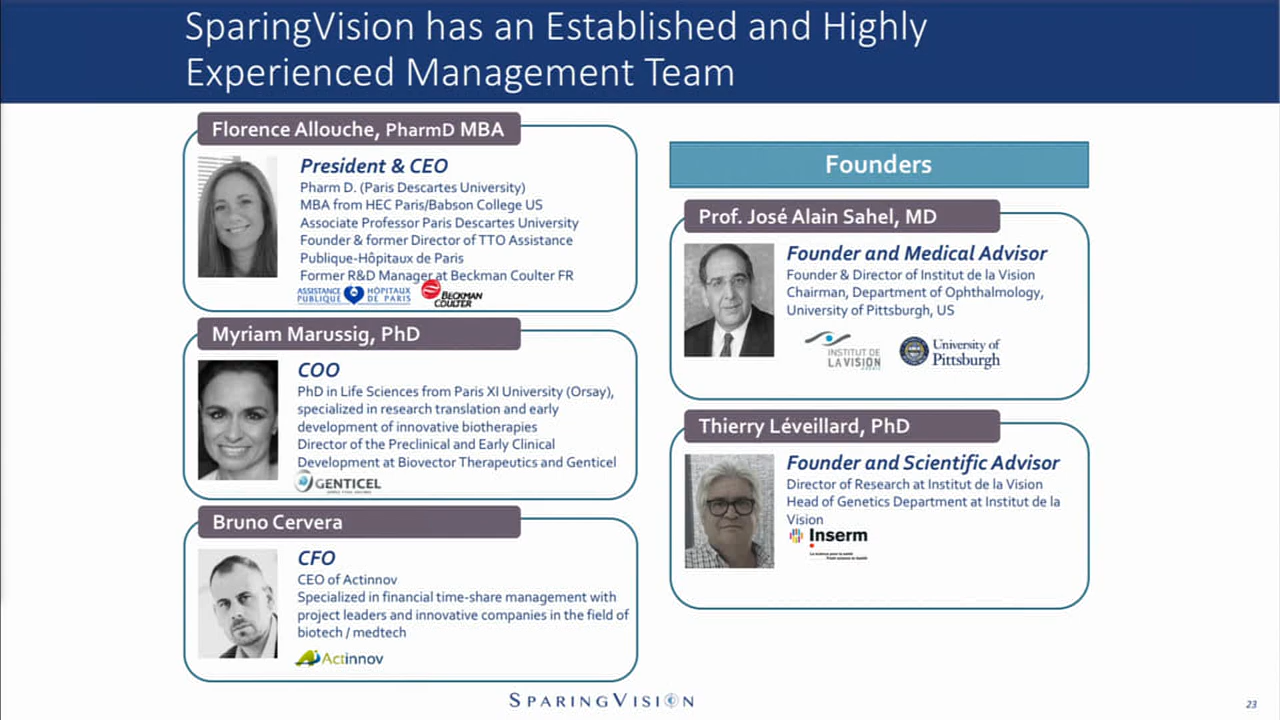 SparingVision has an Established and Highly
Experienced Management Team
Florence Allouche, PharmD MBA
President & CEO
Pharm D. (Paris Descartes University)
MBA from HEC Paris/Babson College US
Associate Professor Paris Descartes University
Founder & former Director of TTO Assistance
Publique-Hôpitaux de Paris
Former R&D Manager at Beckman Coulter FR
ASSISTANCE PUBLIQUE HÔPITAUX DE PARIS
BECKMAN COULTER
Myriam Marussig, PhD
COO
PhD in Life Sciences from Paris XI University (Orsay),
specialized in research translation and early
development of innovative biotherapies
Director of the Preclinical and Early Clinical
Development at Biovector Therapeutics and Genticel
GENTICEL
Bruno Cervera
CFO
CEO of Actinnov
Specialized in financial time-share management with
project leaders and innovative companies in the field of
biotech / medtech
Actinnov
Founders
Prof. José Alain Sahel, MD
Founder and Medical Advisor
Founder & Director of Institut de la Vision
Chairman, Department of Ophthalmology,
University of Pittsburgh, US
INSTITUT DE
LA VISION
University of
Pittsburgh
Thierry Léveillard, PhD
Founder and Scientific Advisor
Director of Research at Institut de la Vision
Head of Genetics Department at Institut de la
Vision
Inserm
La science pour la santé
From science to health
SPARINGVISION
23